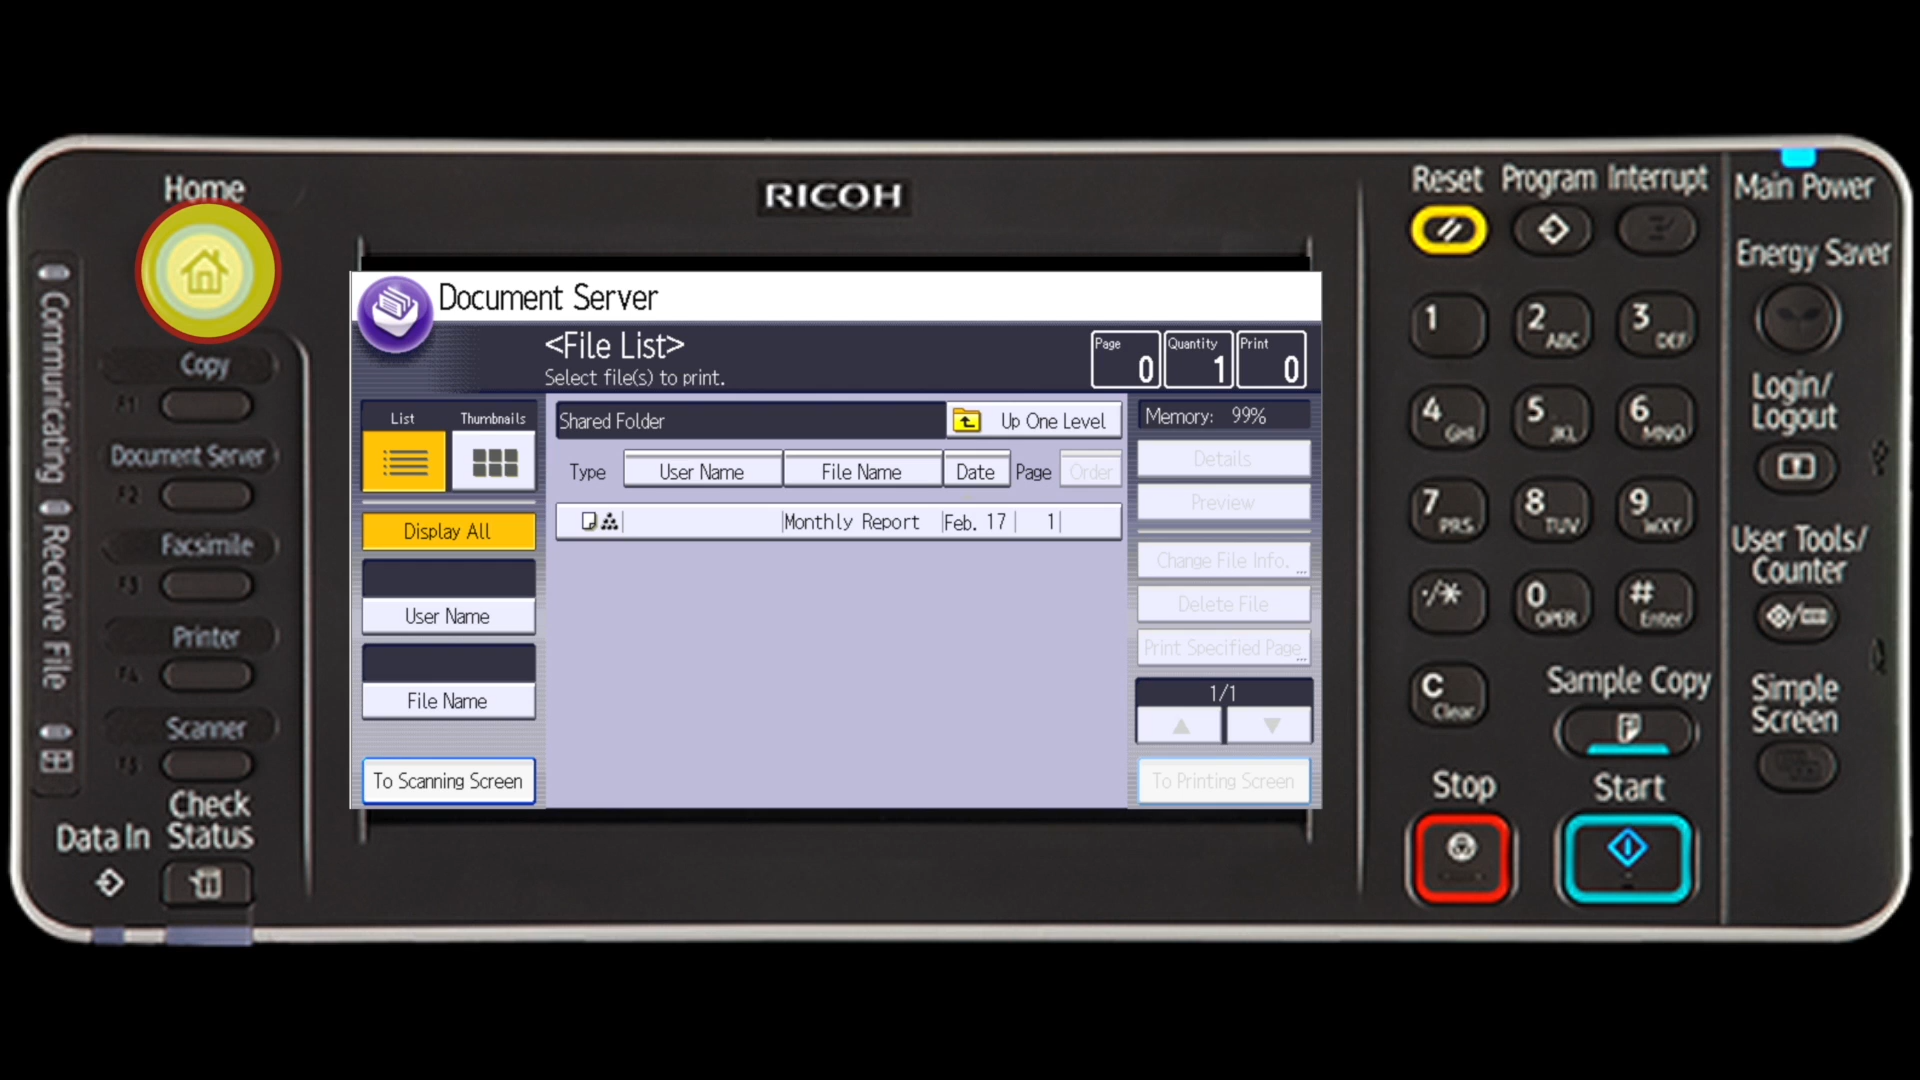 Home
RICOH
Reset Program Interrupt
Main Power
Energy Saver
Communicating
Receive File
Copy
F1
Document Server
F2
Facsimile
F3
Printer
F4
Scanner
F5
Check
Status
Data In
Document Server
<File List>
Select file(s) to print.
Page 0
Quantity 1
Print 0
List Thumbnails
Display All
User Name
File Name
To Scanning Screen
Shared Folder Up One Level
Type User Name File Name Date Page Order
Monthly Report Feb. 17 1
Memory: 99%
Details
Preview
Change File Info. ...
Delete File
Print Specified Page...
1/1
▲ ▼
To Printing Screen
1 2 ABC 3 DEF
4 GHI 5 JKL 6 MNO
7 PRS 8 TUV 9 WXY
·/* 0 OPER # Enter
C Clear
Sample Copy
Stop
Start
Login/
Logout
User Tools/
Counter
Simple
Screen